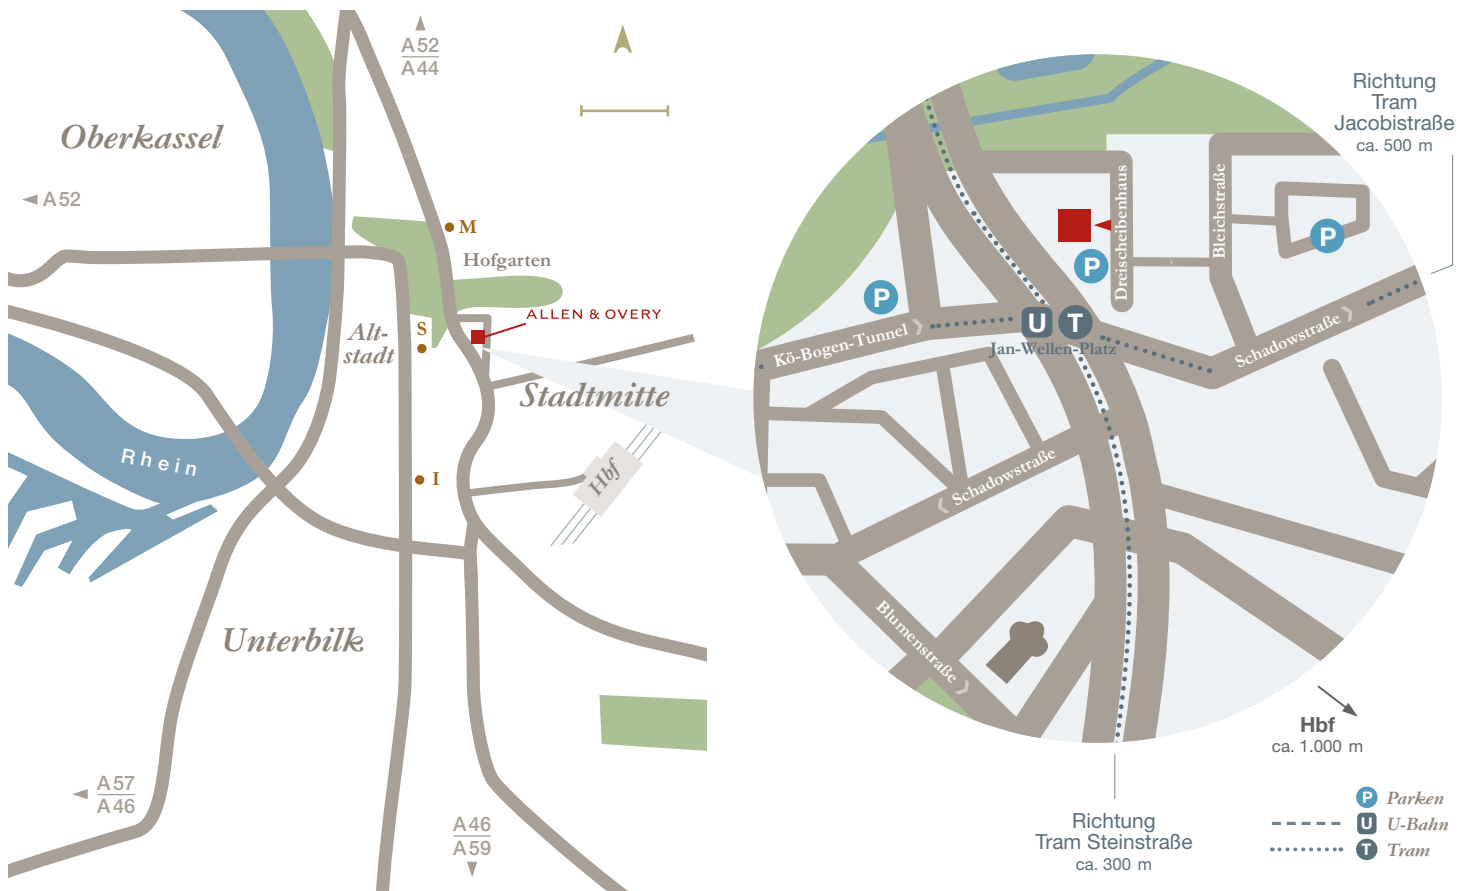 A52
A44
Oberkassel
A52
M
Hofgarten
ALLEN & OVERY
S
Alt-
stadt
Stadtmitte
Rhein
I
Hbf
Unterbilk
A57
A46
A46
A59
Richtung
Tram
Jacobistraße
ca. 500 m
Dreischeibenhaus
Bleichstraße
P
P
P
Kö-Bogen-Tunnel
U
T
Jan-Wellen-Platz
Schadowstraße
Schadowstraße
Blumenstraße
Hbf
ca. 1.000 m
Richtung
Tram Steinstraße
ca. 300 m
P Parken
U U-Bahn
T Tram